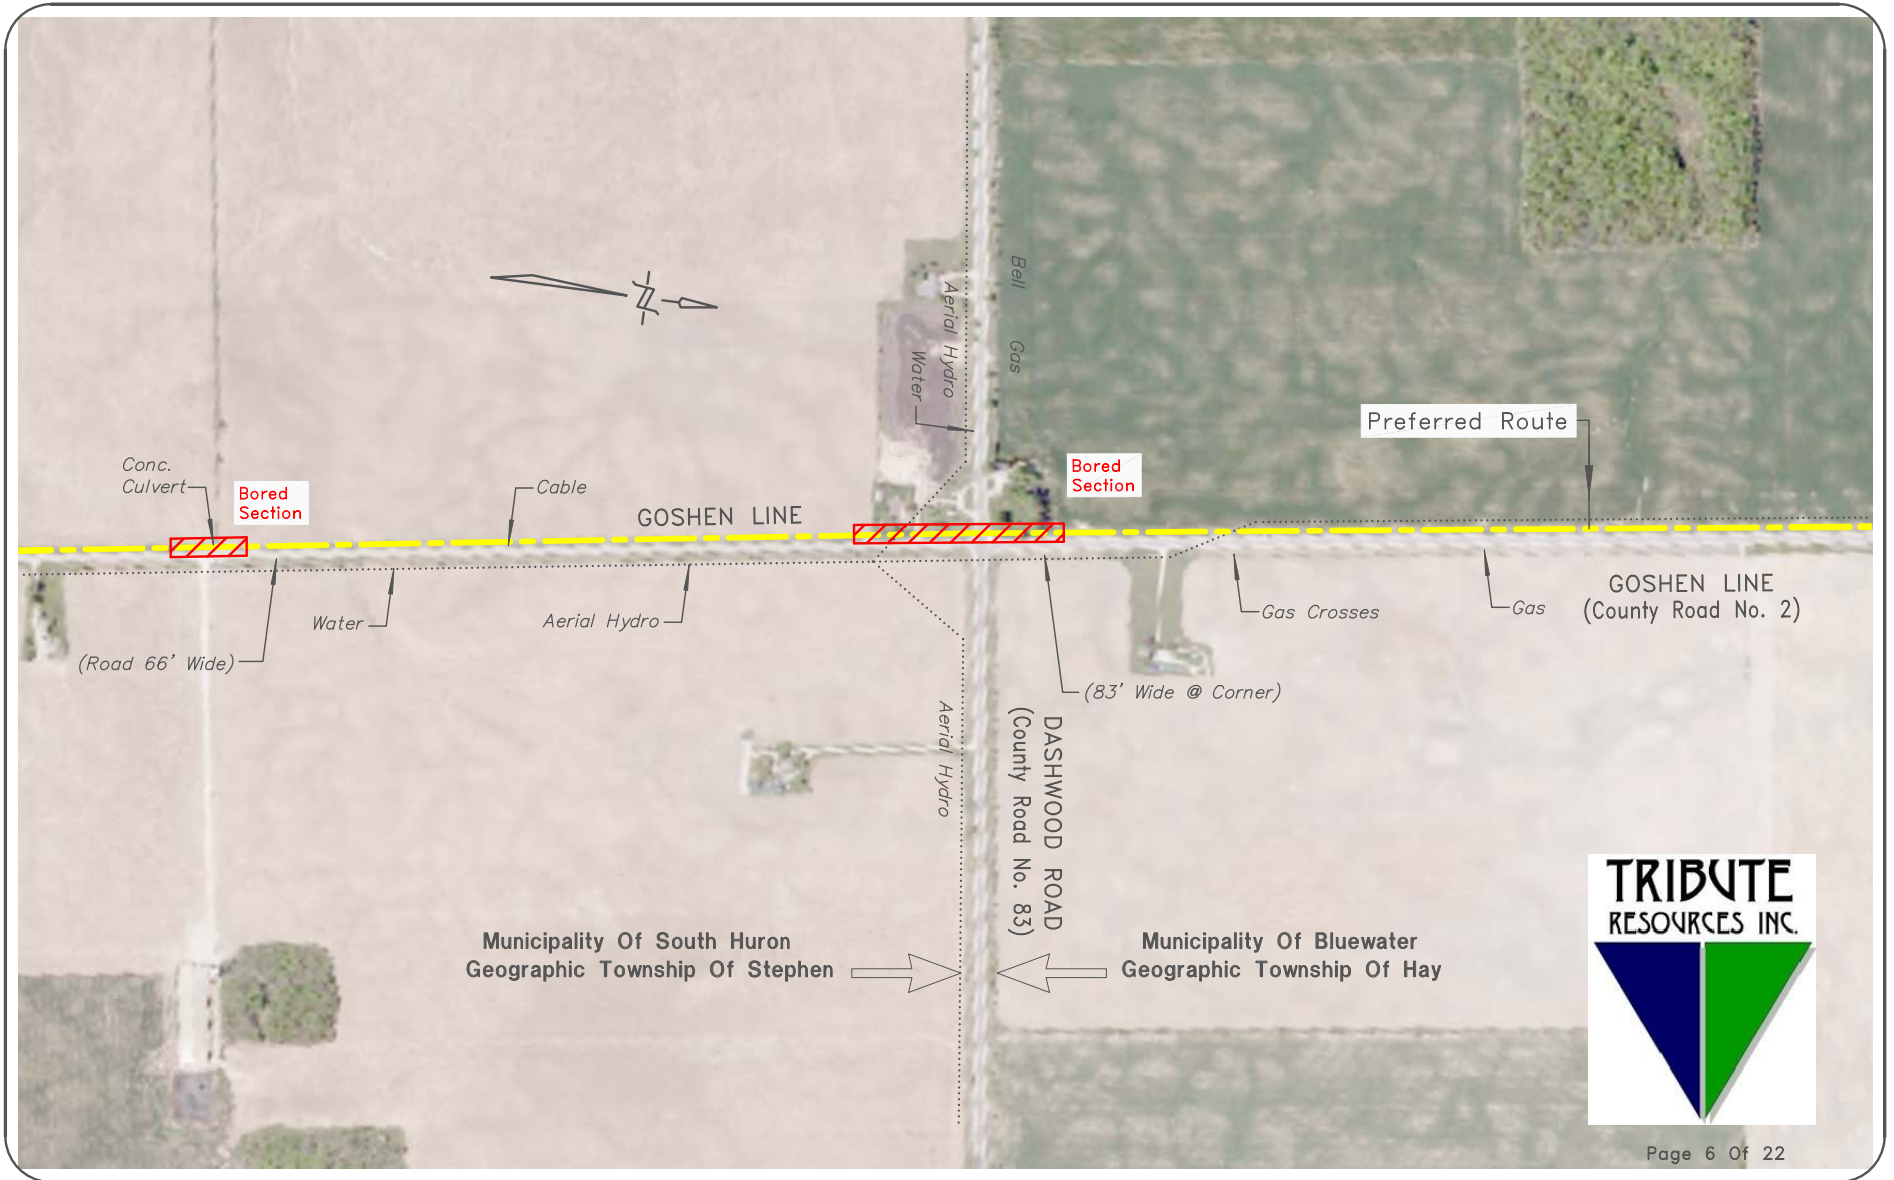 Bell
Gas
Aerial Hydro
Water
Preferred Route
Conc.
Culvert
Bored
Section
Cable
GOSHEN LINE
Bored
Section
Water
Aerial Hydro
(Road 66' Wide)
Gas Crosses
Gas
GOSHEN LINE
(County Road No. 2)
(83' Wide @ Corner)
Aerial Hydro
DASHWOOD ROAD
(County Road No. 83)
Municipality Of South Huron
Geographic Township Of Stephen
Municipality Of Bluewater
Geographic Township Of Hay
TRIBUTE
RESOURCES INC.
Page 6 Of 22